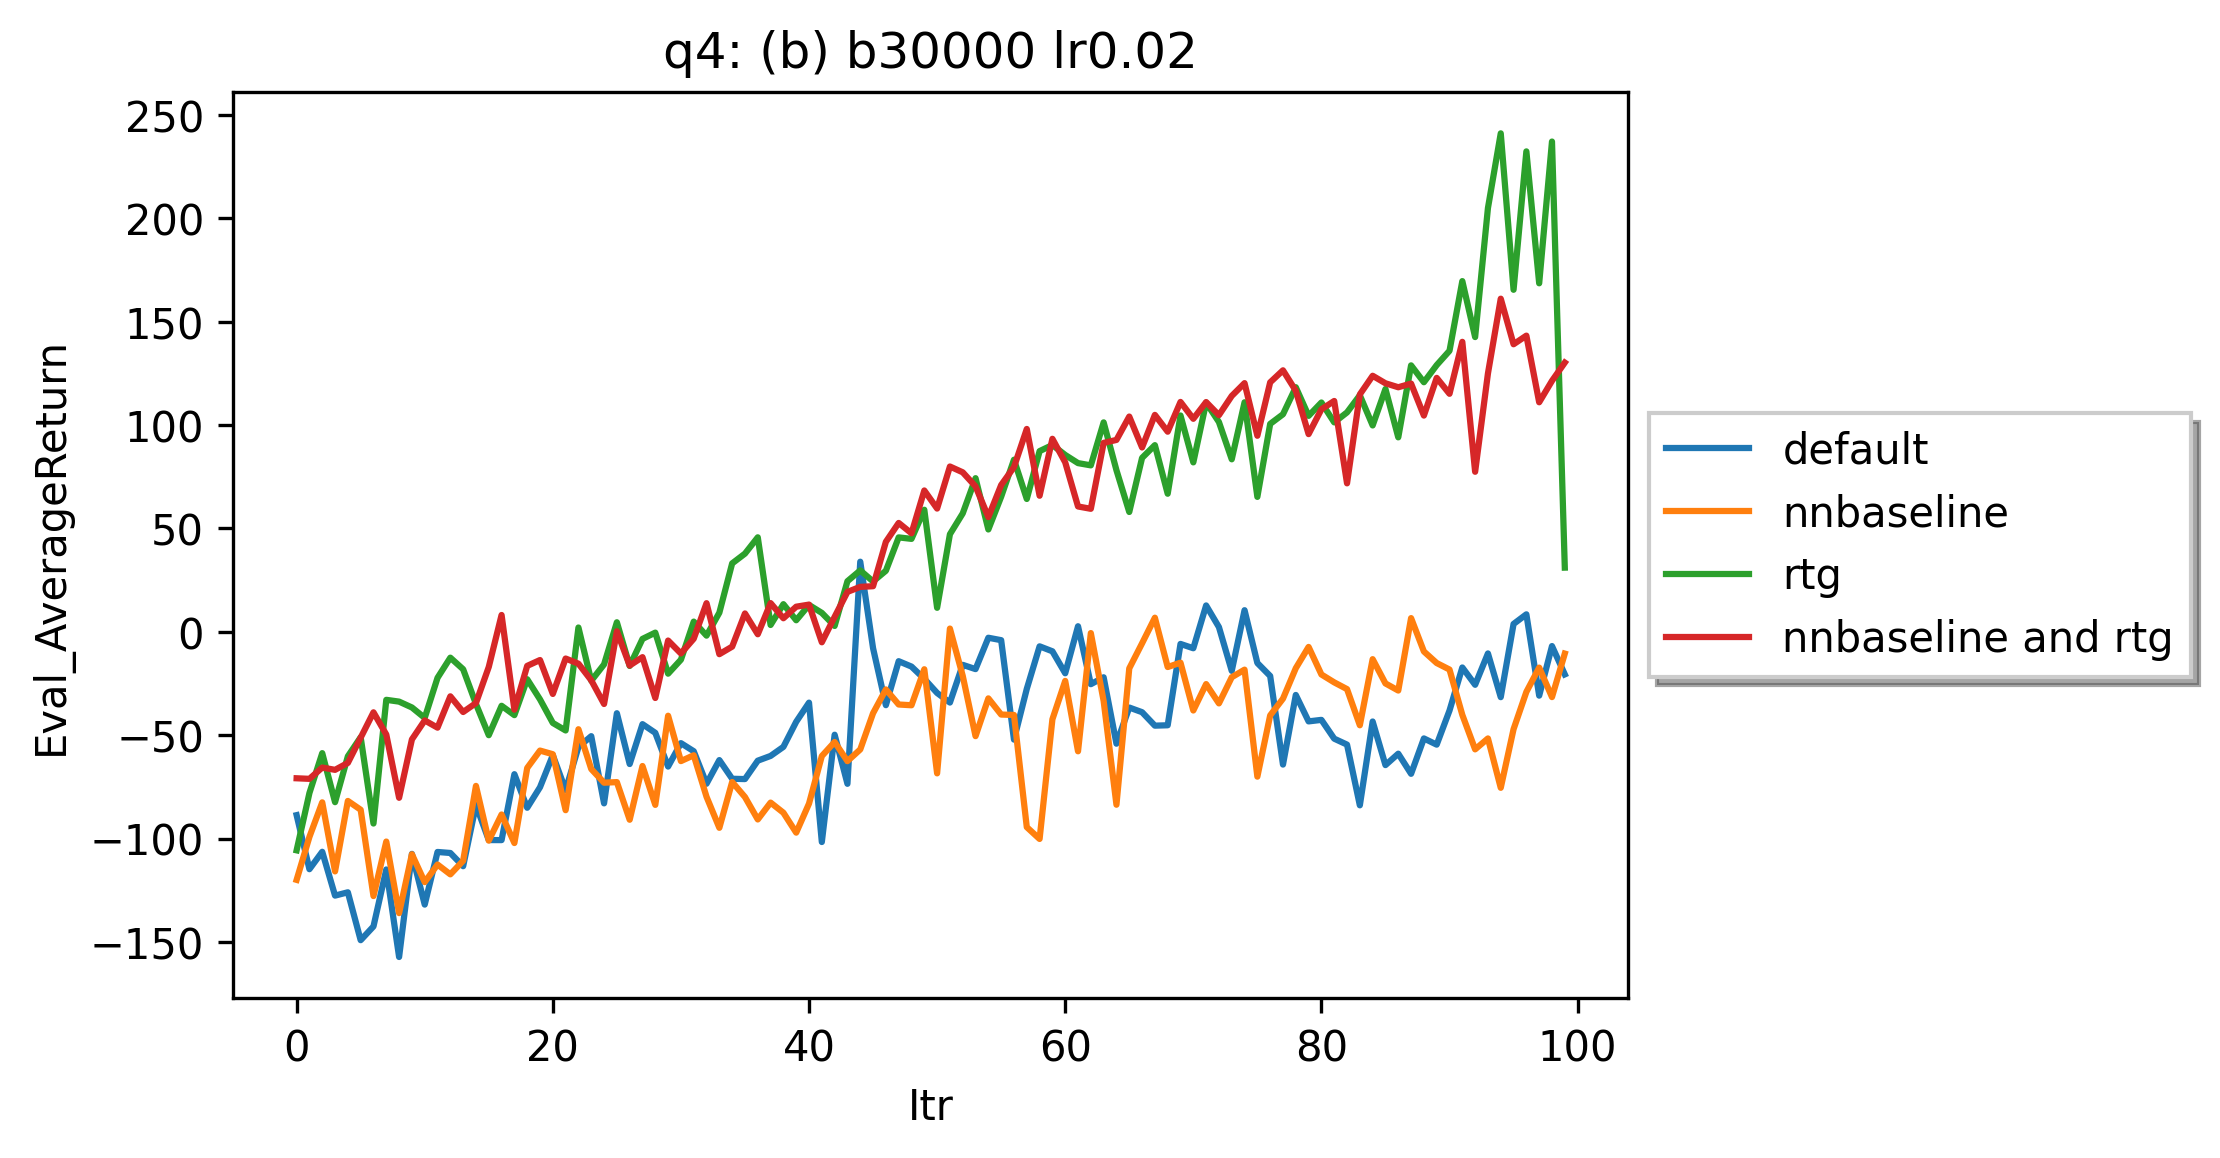 q4: (b) b30000 lr0.02
250
200
150
100
50
0
−50
−100
−150
Eval_AverageReturn
0 20 40 60 80 100
Itr
default
nnbaseline
rtg
nnbaseline and rtg